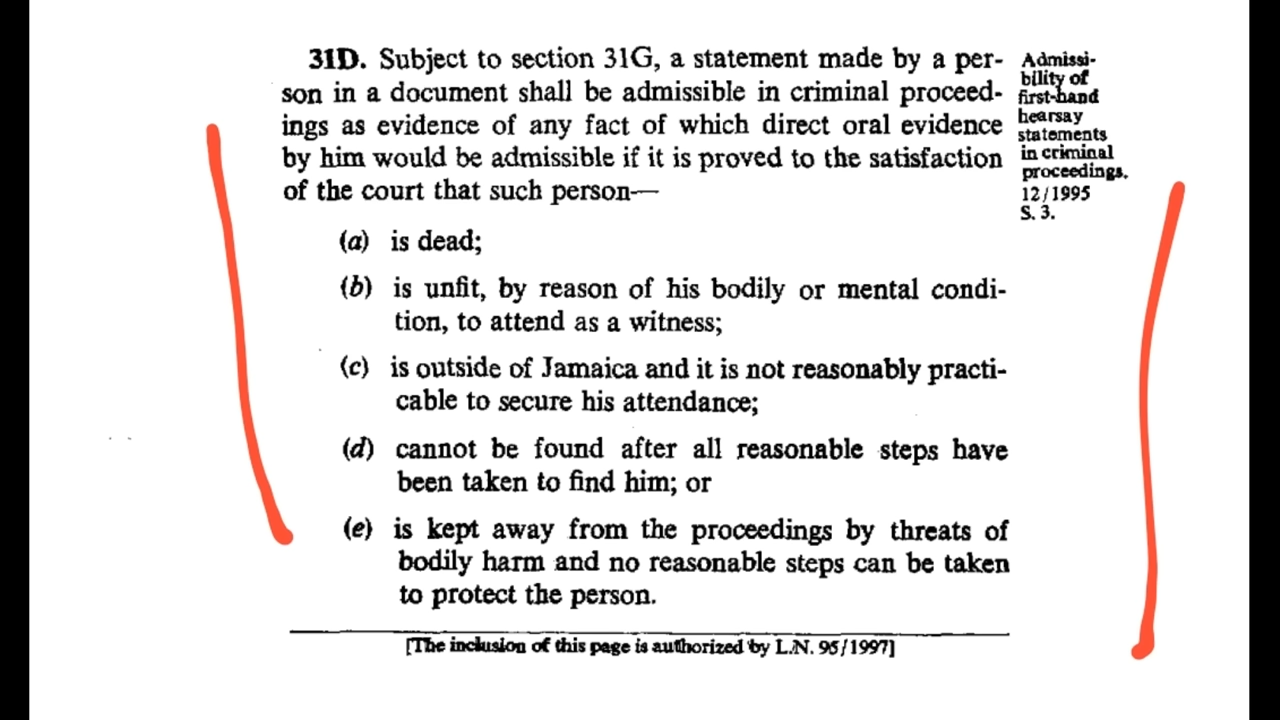 31D. Subject to section 31G, a statement made by a per-
son in a document shall be admissible in criminal proceed-
ings as evidence of any fact of which direct oral evidence
by him would be admissible if it is proved to the satisfaction
of the court that such person—
(a) is dead;
(b) is unfit, by reason of his bodily or mental condi-
tion, to attend as a witness;
(c) is outside of Jamaica and it is not reasonably practi-
cable to secure his attendance;
(d) cannot be found after all reasonable steps have
been taken to find him; or
(e) is kept away from the proceedings by threats of
bodily harm and no reasonable steps can be taken
to protect the person.
Admissi-
bility of
first-hand
hearsay
statements
in criminal
proceedings.
12/1995
S. 3.
[The inclusion of this page is authorized by L.N. 95/1997]